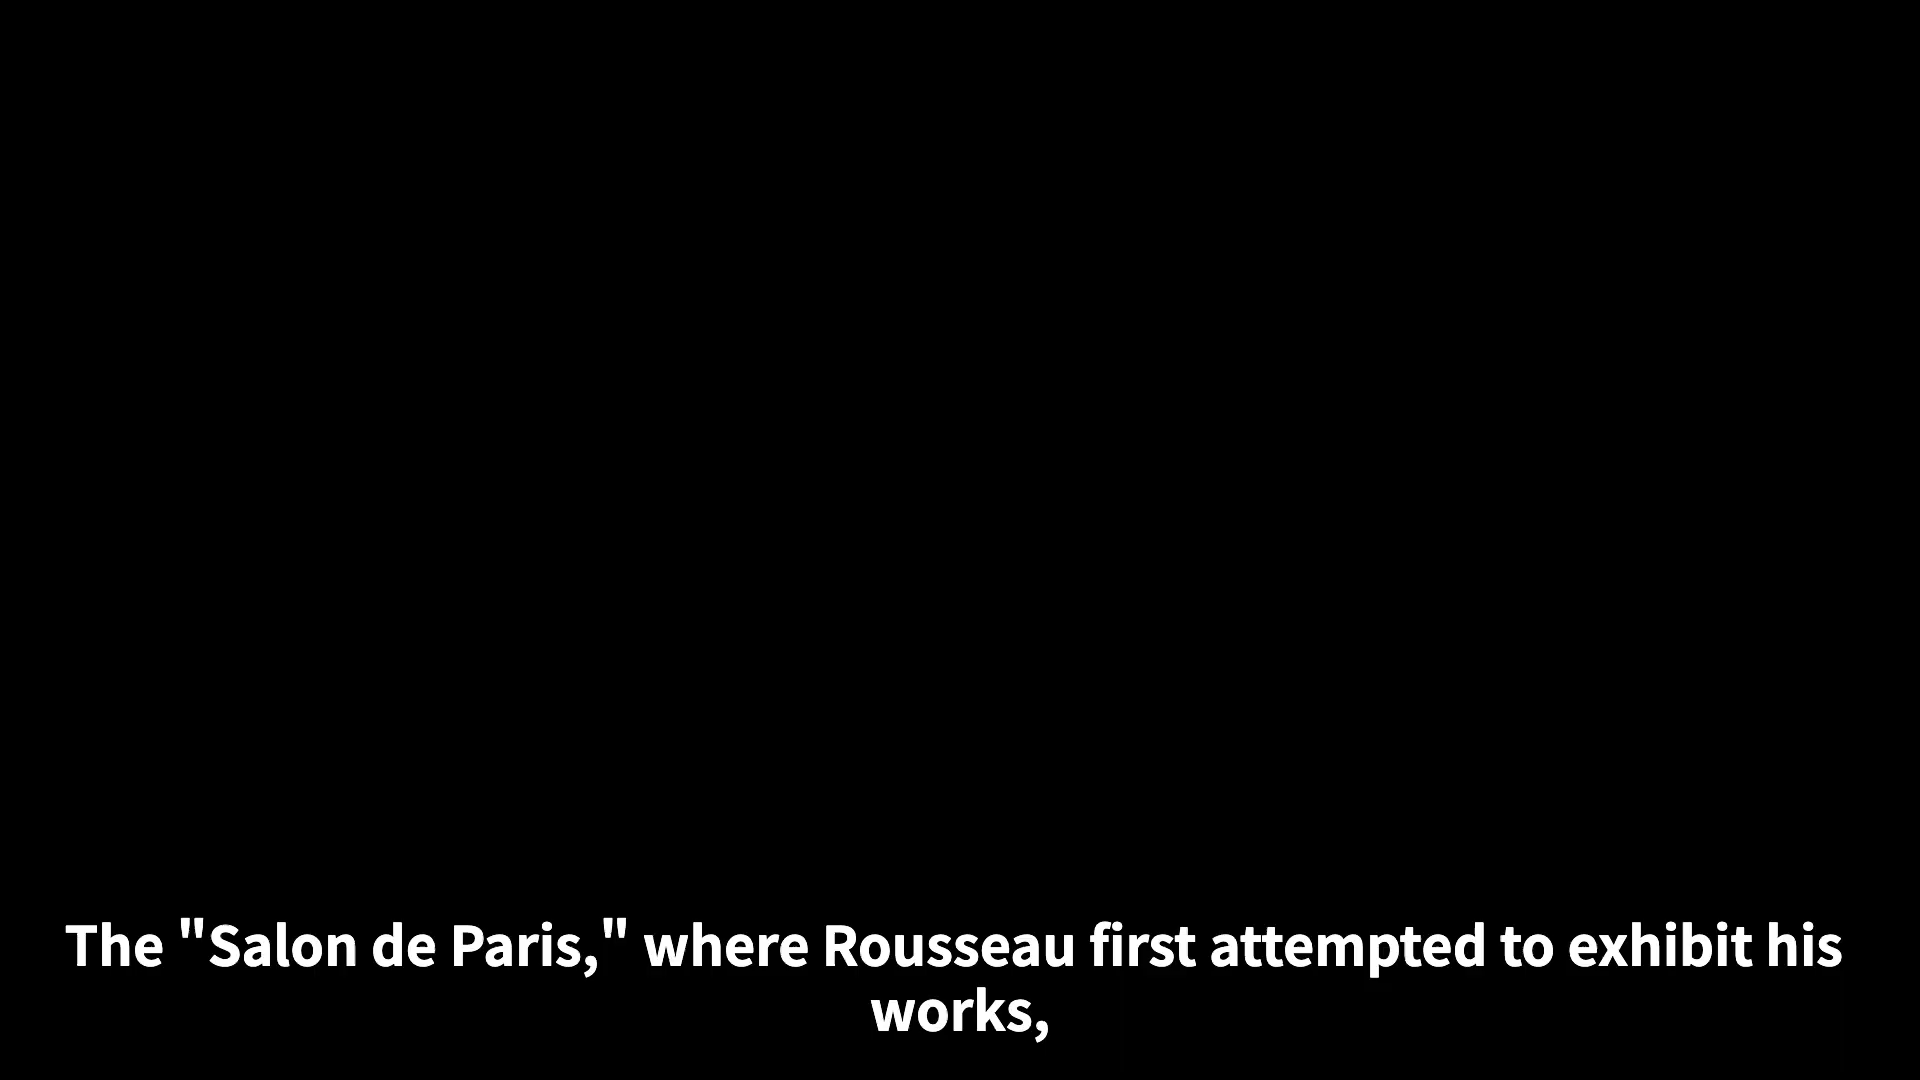 The "Salon de Paris," where Rousseau first attempted to exhibit his
works,